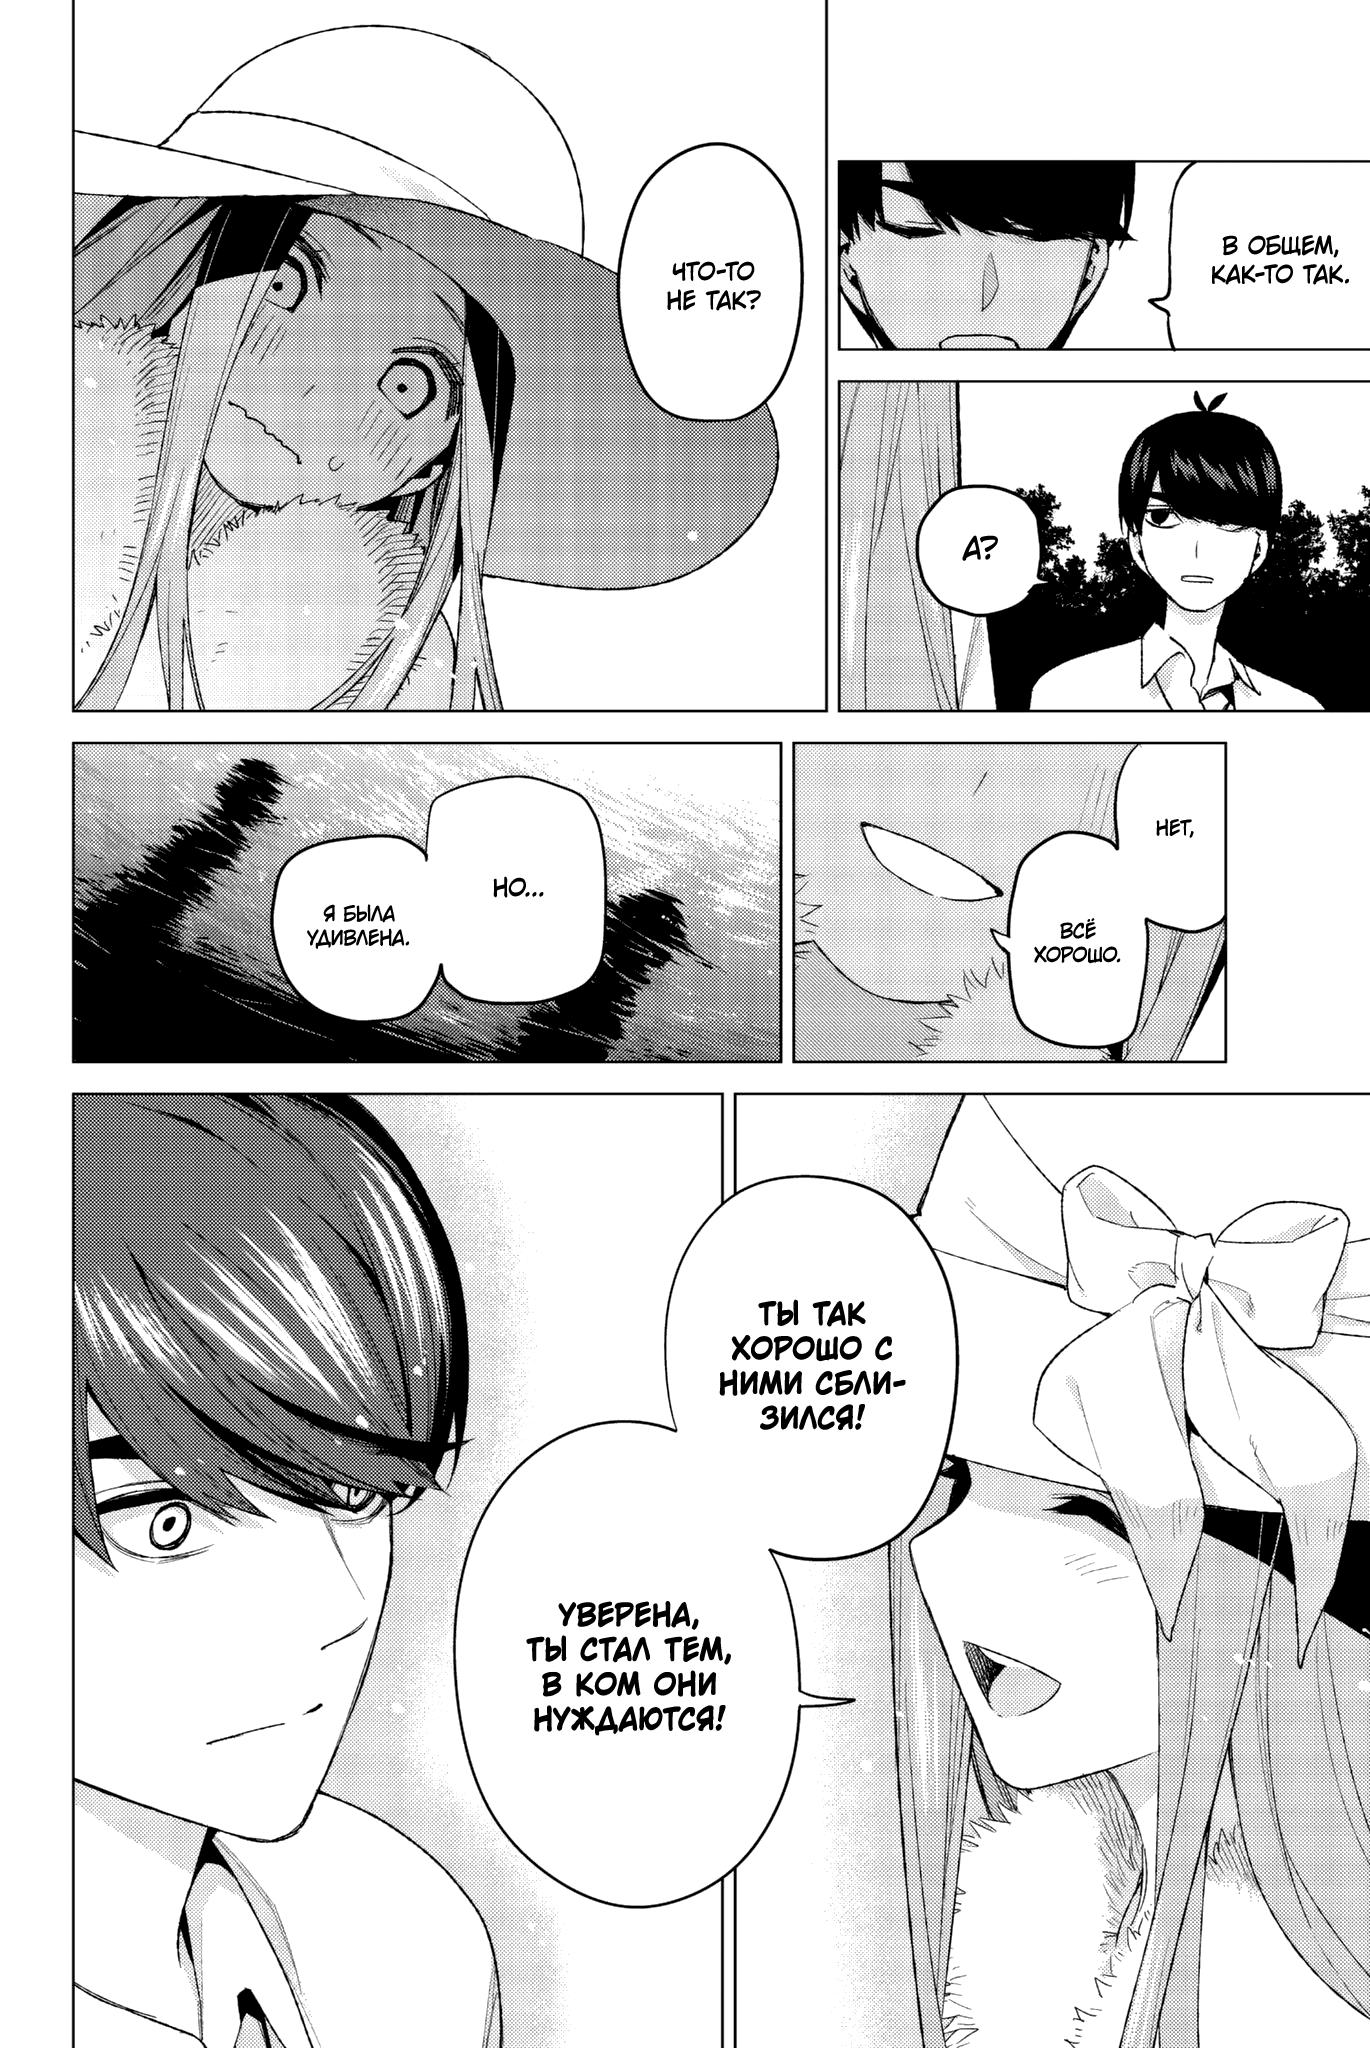 В ОБЩЕМ,
КАК-ТО ТАК.
А?
ЧТО-ТО
НЕ ТАК?
НЕТ,
ВСЁ
ХОРОШО.
НО...
Я БЫЛА
УДИВЛЕНА.
ТЫ ТАК
ХОРОШО С
НИМИ СБЛИ-
ЗИЛСЯ!
УВЕРЕНА,
ТЫ СТАЛ ТЕМ,
В КОМ ОНИ
НУЖДАЮТСЯ!